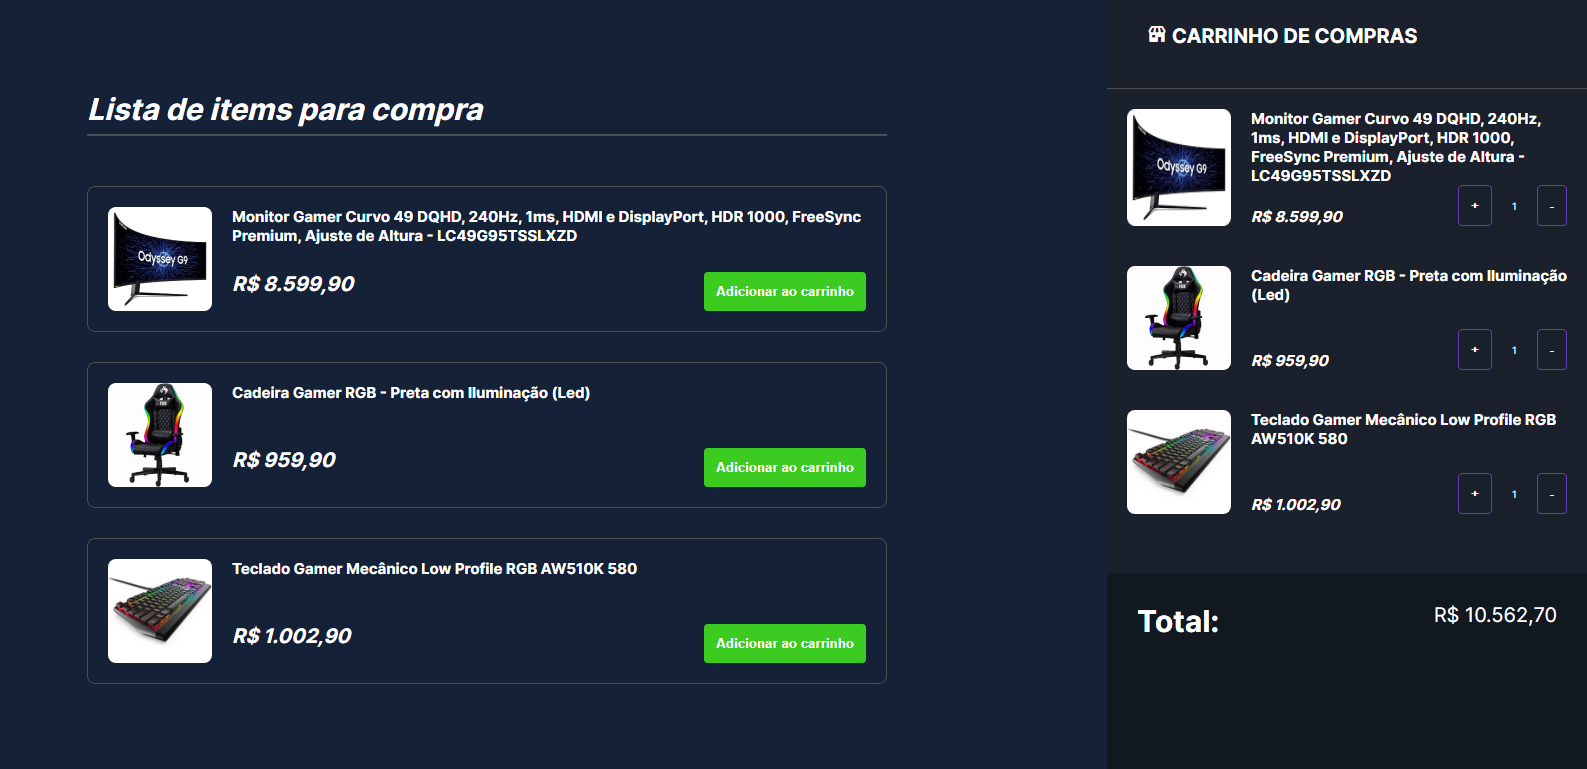 Lista de items para compra
Odyssey G9
Monitor Gamer Curvo 49 DQHD, 240Hz, 1ms, HDMI e DisplayPort, HDR 1000, FreeSync
Premium, Ajuste de Altura - LC49G95TSSLXZD
R$ 8.599,90
Adicionar ao carrinho
FOX
Cadeira Gamer RGB - Preta com Iluminação (Led)
R$ 959,90
Adicionar ao carrinho
Teclado Gamer Mecânico Low Profile RGB AW510K 580
R$ 1.002,90
Adicionar ao carrinho
CARRINHO DE COMPRAS
Odyssey G9
Monitor Gamer Curvo 49 DQHD, 240Hz,
1ms, HDMI e DisplayPort, HDR 1000,
FreeSync Premium, Ajuste de Altura -
LC49G95TSSLXZD
R$ 8.599,90
+ 1 -
FOX
Cadeira Gamer RGB - Preta com Iluminação
(Led)
R$ 959,90
+ 1 -
Teclado Gamer Mecânico Low Profile RGB
AW510K 580
R$ 1.002,90
+ 1 -
Total:
R$ 10.562,70